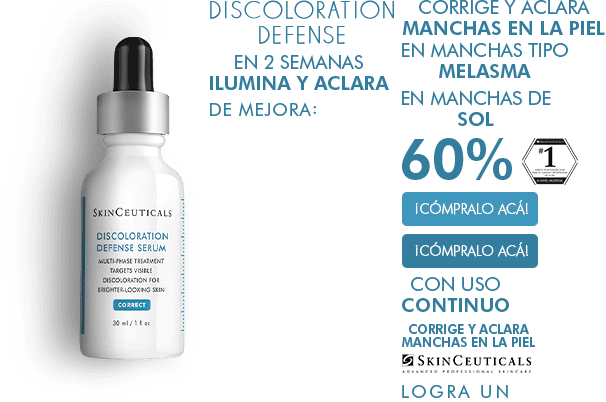 DISCOLORATION
DEFENSE
EN 2 SEMANAS
ILUMINA Y ACLARA
DE MEJORA:
CORRIGE Y ACLARA
MANCHAS EN LA PIEL
EN MANCHAS TIPO
MELASMA
EN MANCHAS DE
SOL
60%
#1
¡CÓMPRALO ACÁ!
¡CÓMPRALO ACÁ!
CON USO
CONTINUO
CORRIGE Y ACLARA
MANCHAS EN LA PIEL
SKINCEUTICALS
ADVANCED PROFESSIONAL SKINCARE
LOGRA UN
SKINCEUTICALS
DISCOLORATION
DEFENSE SERUM
MULTI-PHASE TREATMENT
TARGETS VISIBLE
DISCOLORATION FOR
BRIGHTER-LOOKING SKIN
CORRECT
30 ml / 1 fl oz